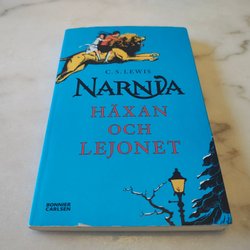 C. S. LEWIS
NARNIA
HÄXAN
OCH
LEJONET
BONNIER
CARLSEN